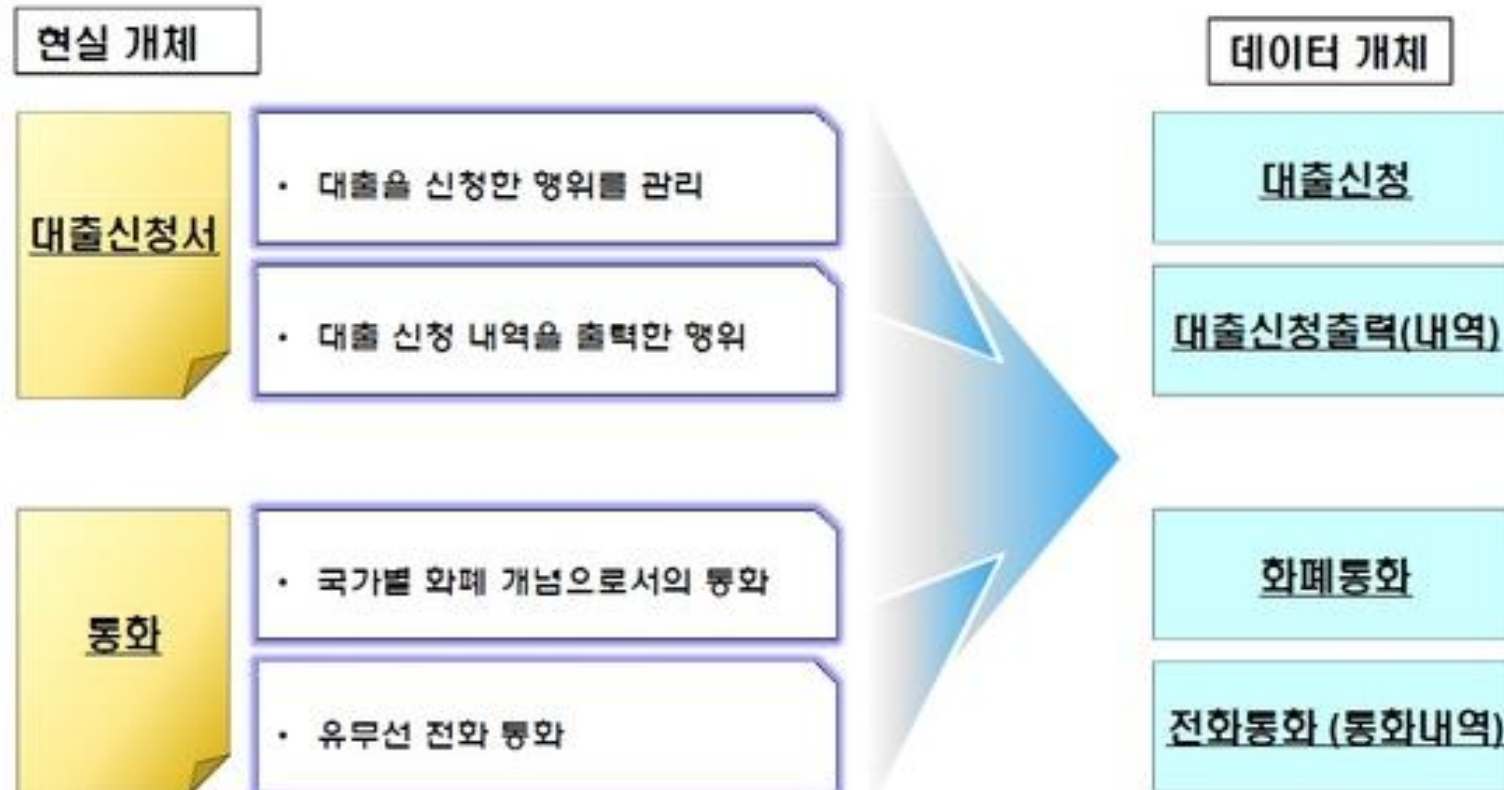 현실 개체
데이터 개체
대출신청서
• 대출을 신청한 행위를 관리
대출신청
• 대출 신청 내역을 출력한 행위
대출신청출력(내역)
통화
• 국가별 화폐 개념으로서의 통화
화폐통화
• 유무선 전화 통화
전화통화 (통화내역)